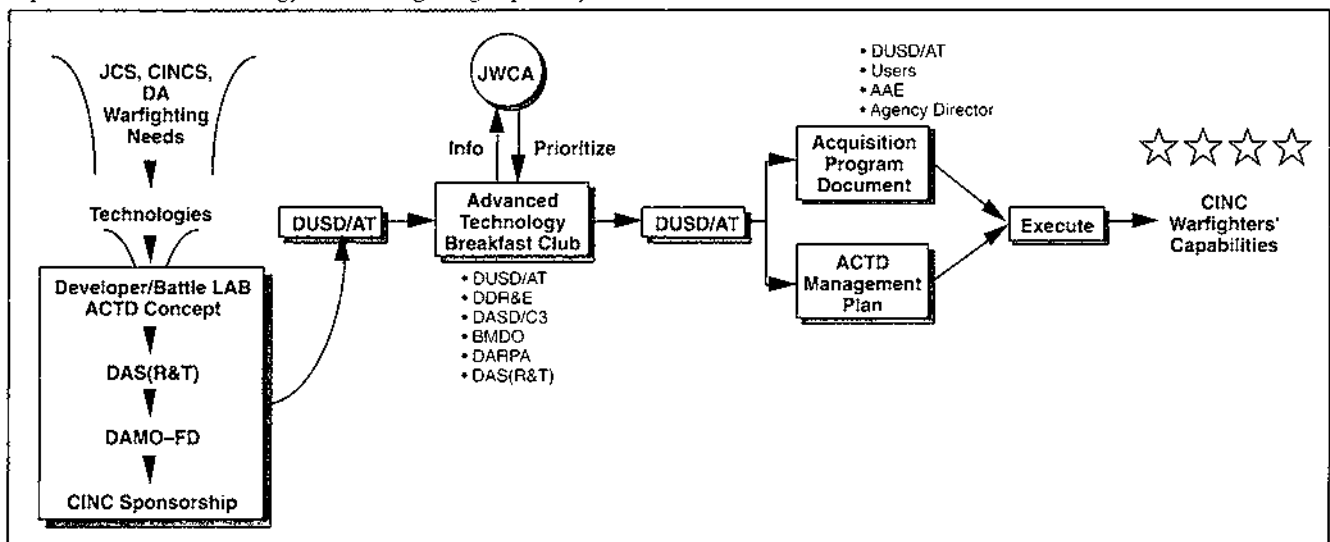 JCS, CINCS,
DA
Warfighting
Needs
Technologies
Developer/Battle LAB
ACTD Concept
DAS(R&T)
DAMO–FD
CINC Sponsorship
DUSD/AT
JWCA
Info
Prioritize
Advanced
Technology
Breakfast Club
• DUSD/AT
• DDR&E
• DASD/C3
• BMDO
• DARPA
• DAS(R&T)
DUSD/AT
• DUSD/AT
• Users
• AAE
• Agency Director
Acquisition
Program
Document
ACTD
Management
Plan
Execute
CINC
Warfighters'
Capabilities